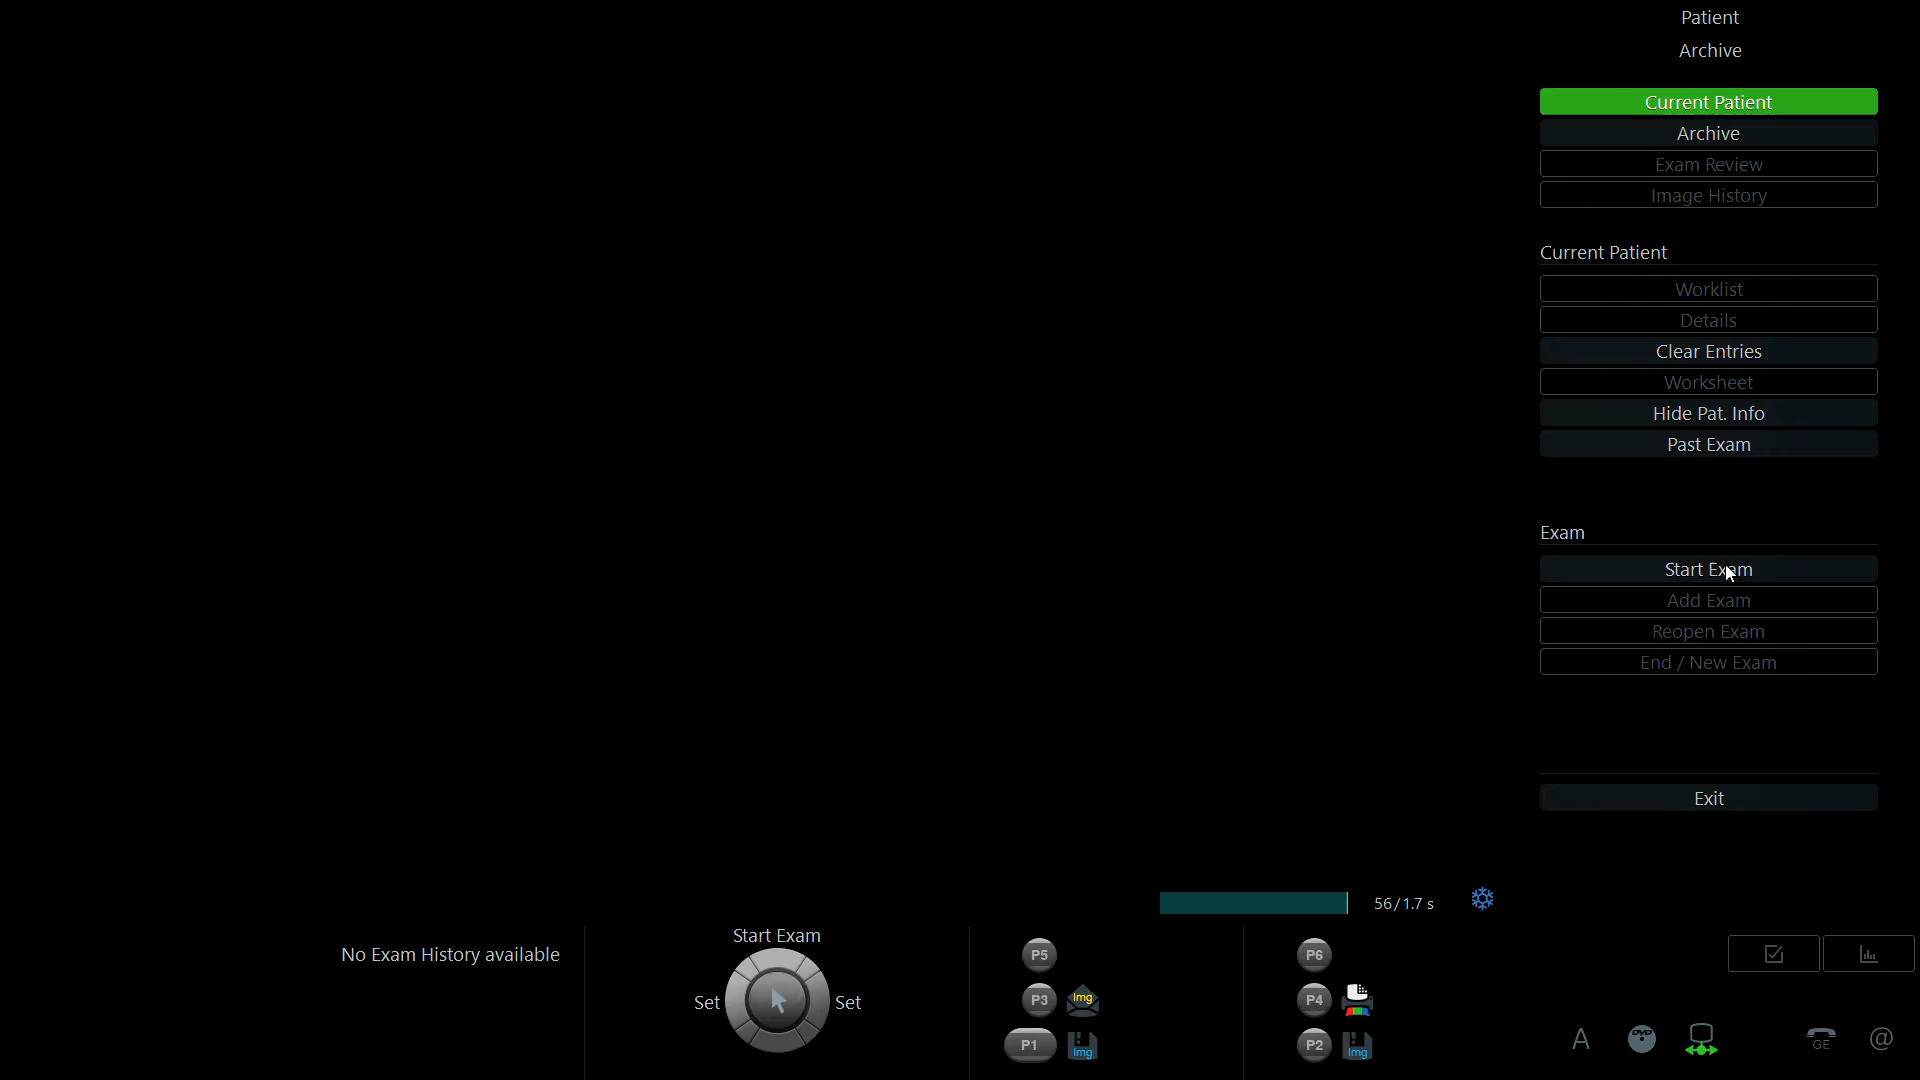 Patient
Archive
Current Patient
Archive
Exam Review
Image History
Current Patient
Worklist
Details
Clear Entries
Worksheet
Hide Pat. Info
Past Exam
Exam
Start Exam
Add Exam
Reopen Exam
End / New Exam
Exit
56/1.7 s
No Exam History available
Start Exam
Set
Set
P5
P3
Img
P1
Img
P6
P4
P2
Img
A
DVD
GE
@